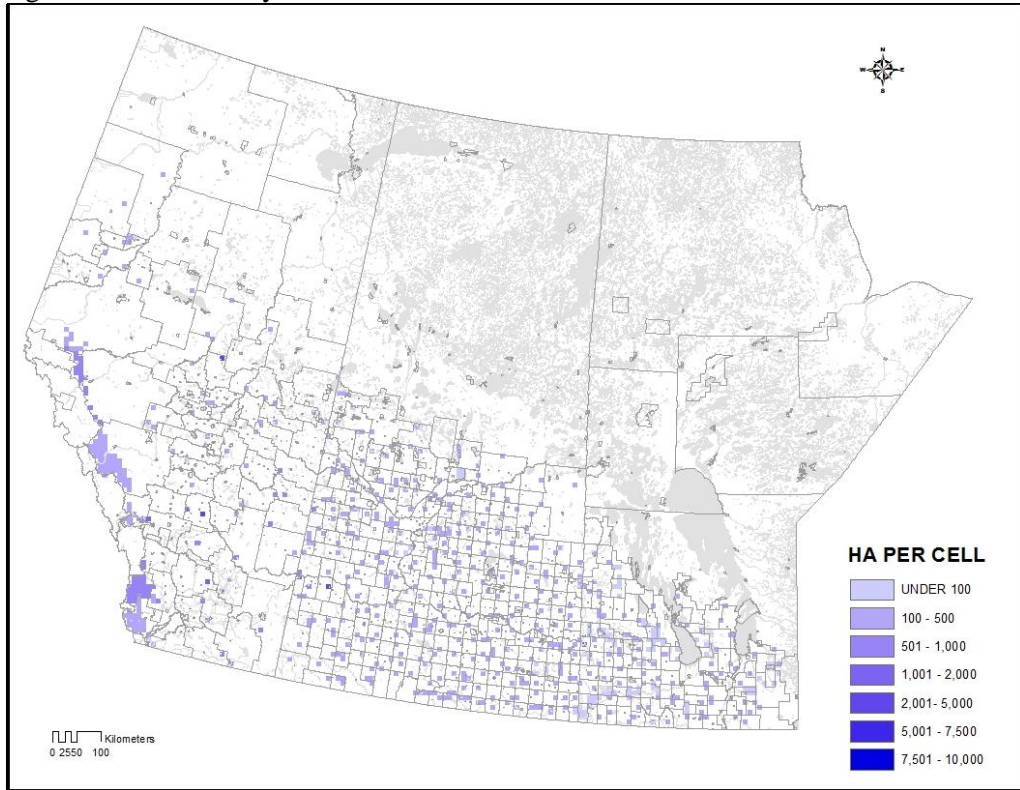 N
W E
S
HA PER CELL
UNDER 100
100 - 500
501 - 1,000
1,001 - 2,000
2,001- 5,000
5,001 - 7,500
7,501 - 10,000
Kilometers
0 2550 100